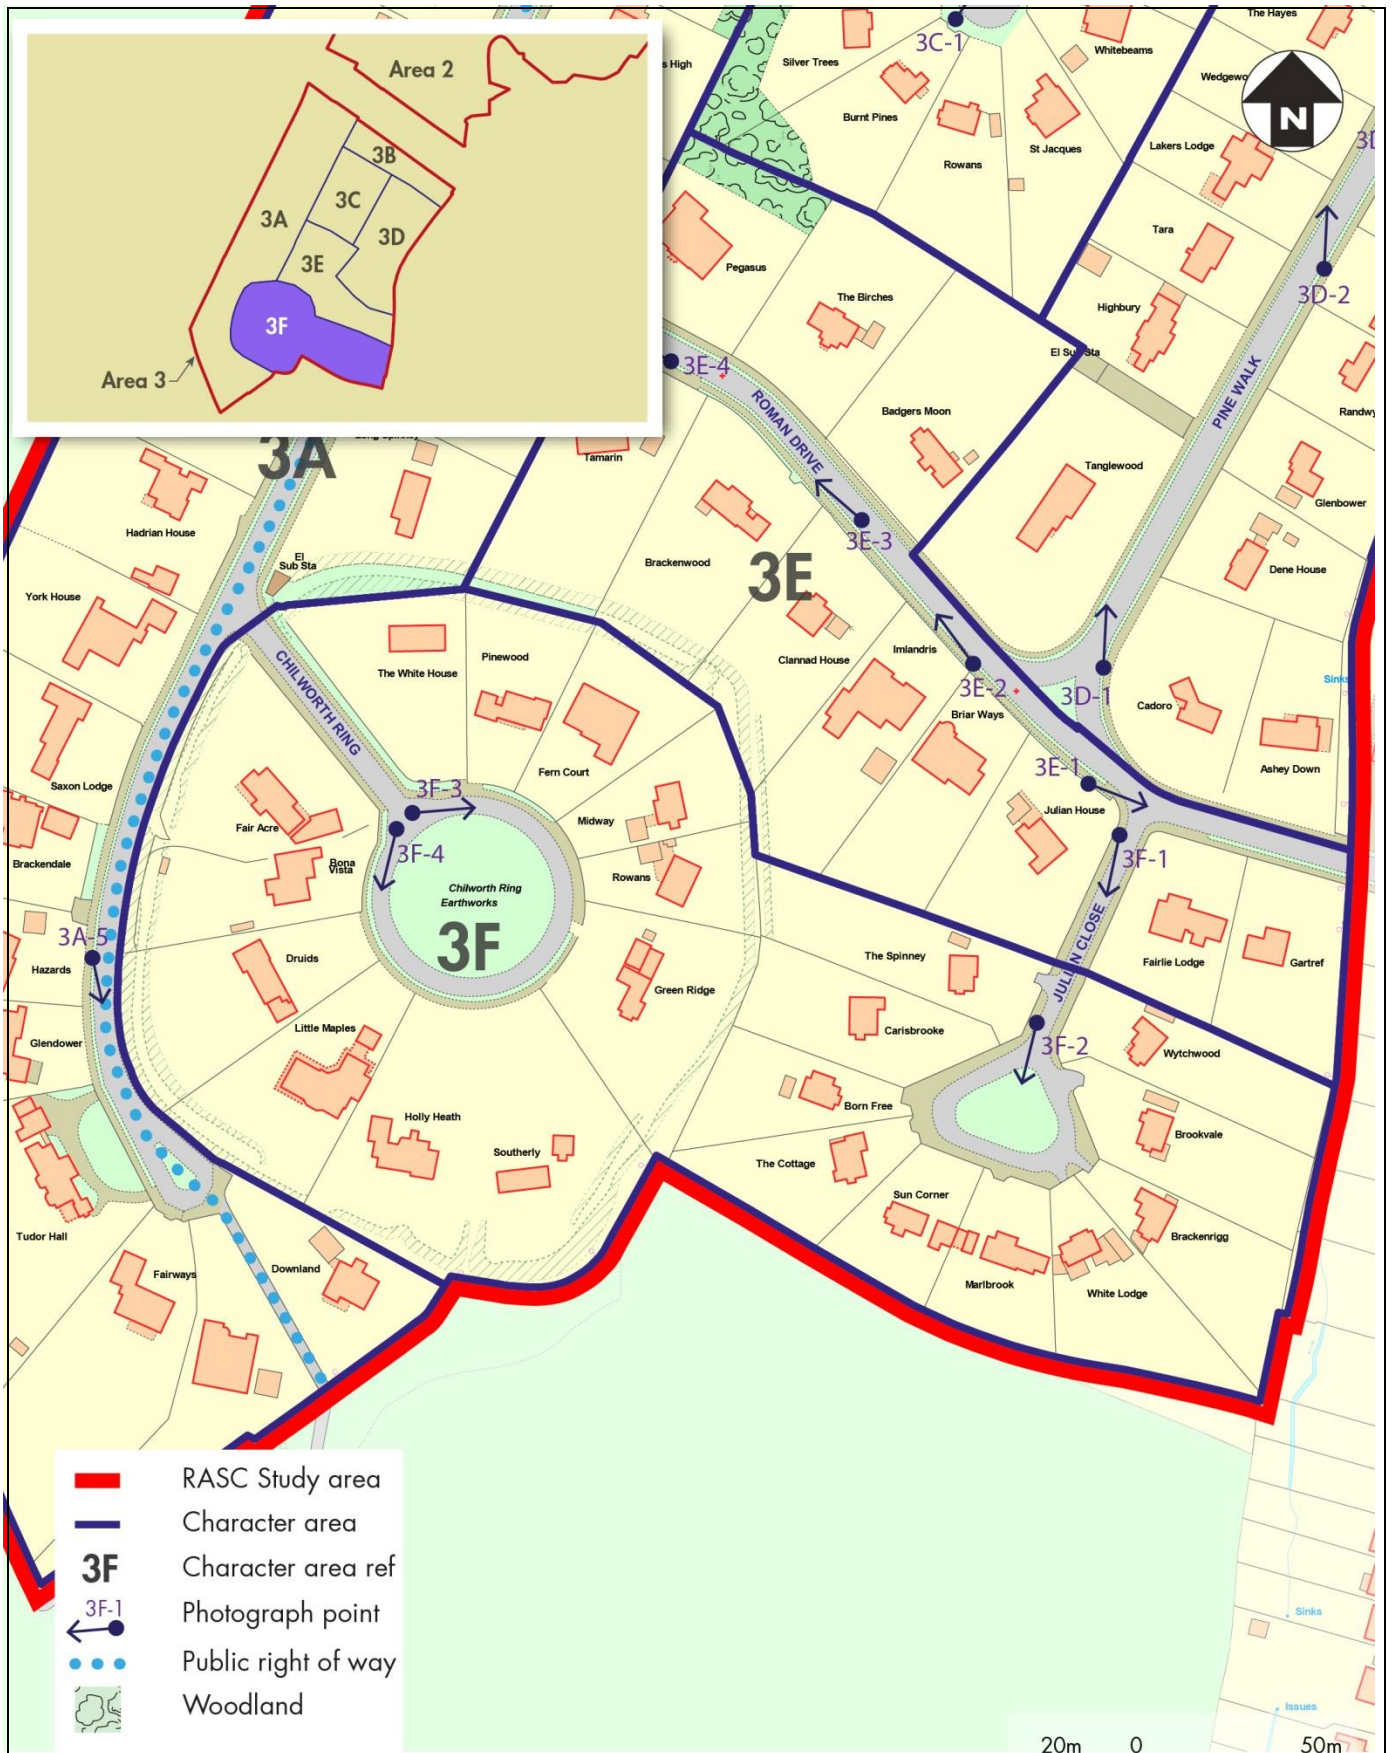 3C-1
The Hayes
Silver Trees
Whitebeams
s High
Area 2
Wedgewo
Burnt Pines
N
Rowans
St Jacques
Lakers Lodge
3D
3B
3C
3A
3D
3E
Tara
Pegasus
3D-2
The Birches
Highbury
3F
El Sub Sta
3E-4
Area 3
PINE WALK
ROMAN DRIVE
Badgers Moon
Randwy
3A
Tamarin
Tanglewood
Glenbower
Hadrian House
3E-3
El
Sub Sta
Brackenwood
3E
Dene House
York House
Clannad House
Imlandris
The White House
Pinewood
3E-2
3D-1
Sinks
CHILWORTH RING
Briar Ways
Cadoro
Saxon Lodge
Fern Court
3E-1
Ashey Down
3F-3
Julian House
Fair Acre
Midway
3F-4
3F-1
Brackendale
Bona
Vista
Rowans
Chilworth Ring
Earthworks
3F
3A-5
JULIAN CLOSE
Hazards
Druids
The Spinney
Fairlie Lodge
Gartref
Green Ridge
Little Maples
Carisbrooke
Glendower
3F-2
Wytchwood
Born Free
Holly Heath
Brookvale
Southerly
The Cottage
Sun Corner
Tudor Hall
Brackenrigg
Fairways
Downland
Marlbrook
White Lodge
RASC Study area
Character area
3F Character area ref
3F-1
Photograph point
Public right of way
Woodland
Sinks
Issues
20m 0 50m